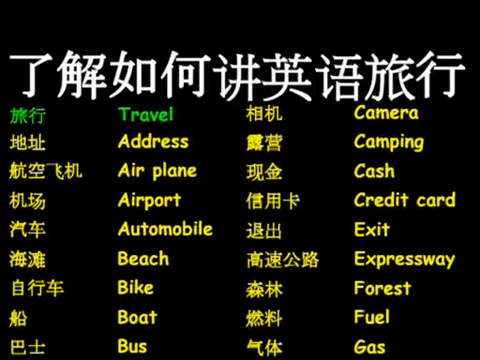 了解如何讲英语旅行
旅行 Travel 相机 Camera
地址 Address 露营 Camping
航空飞机 Air plane 现金 Cash
机场 Airport 信用卡 Credit card
汽车 Automobile 退出 Exit
海滩 Beach 高速公路 Expressway
自行车 Bike 森林 Forest
船 Boat 燃料 Fuel
巴士 Bus 气体 Gas